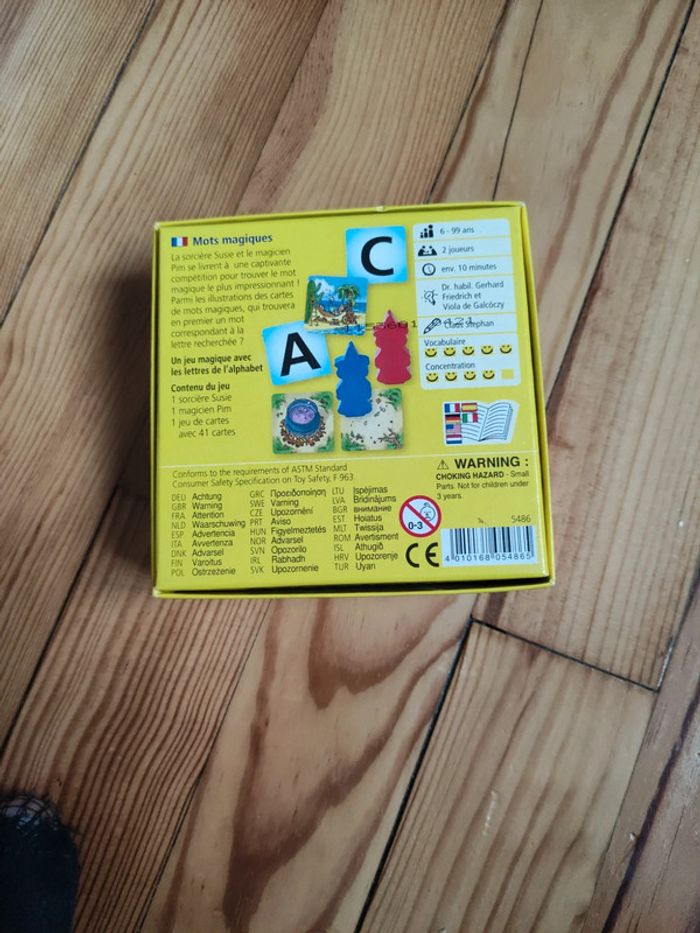 Mots magiques
La sorcière Susie et le magicien
Pim se livrent à une captivante
compétition pour trouver le mot
magique le plus impressionnant !
Parmi les illustrations des cartes
de mots magiques, qui trouvera
en premier un mot
correspondant à la
lettre recherchée ?
Un jeu magique avec
les lettres de l'alphabet
Contenu du jeu
1 sorcière Susie
1 magicien Pim
1 jeu de cartes
avec 41 cartes
C
A
6 - 99 ans
2 joueurs
env. 10 minutes
Dr. habil. Gerhard
Friedrich et
Viola de Galgóczy
Stephan
Vocabulaire
Concentration
Conforms to the requirements of ASTM Standard
Consumer Safety Specification on Toy Safety, F 963.
DEU Achtung
GBR Warning
FRA Attention
NLD Waarschuwing
ESP Advertencia
ITA Avvertenza
DNK Advarsel
FIN Varoitus
POL Ostrzeżenie
GRC Προειδοποίηση
SWE Varning
CZE Upozornění
PRT Aviso
HUN Figyelmeztetés
NOR Advarsel
SVN Opozorilo
IRL Rabhadh
SVK Upozornenie
LTU Įspėjimas
LVA Brīdinājums
BGR внимание
EST Hoiatus
MLT Twissija
ROM Avertisment
ISL Athugið
HRV Upozorenje
TUR Uyarı
WARNING :
CHOKING HAZARD - Small
Parts. Not for children under
3 years.
0-3
CE
5486
4 010168 054865